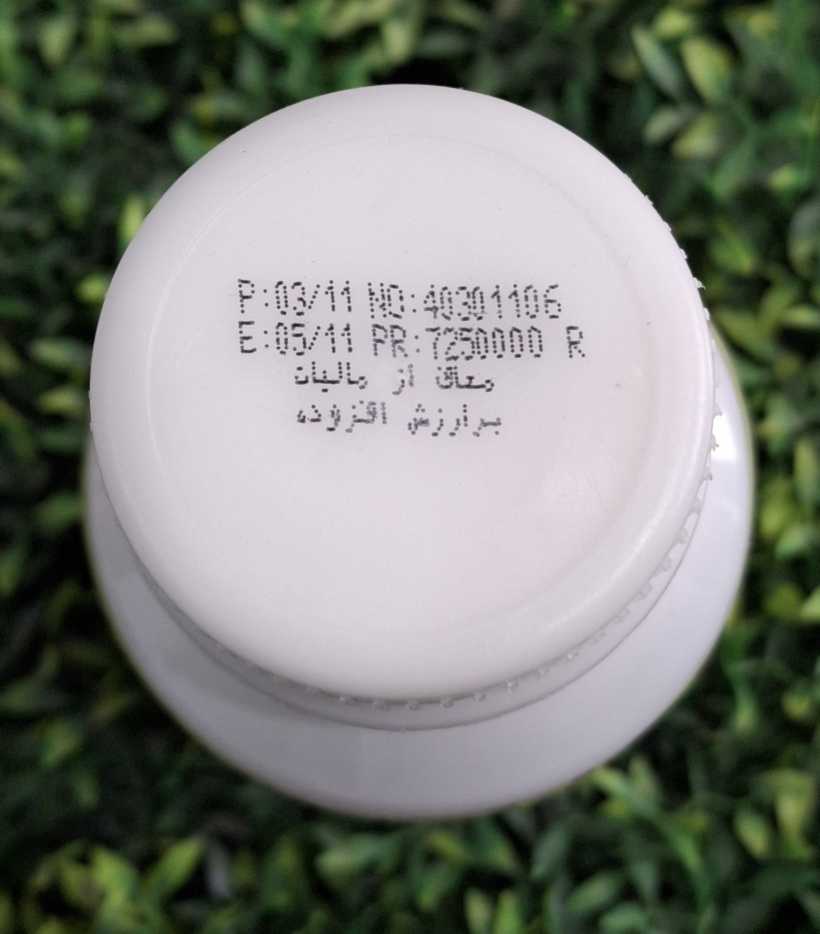 P:03/11 NO:40301106
E:05/11 PR:7250000 R
معاف از مالیات
برارزش افزوده